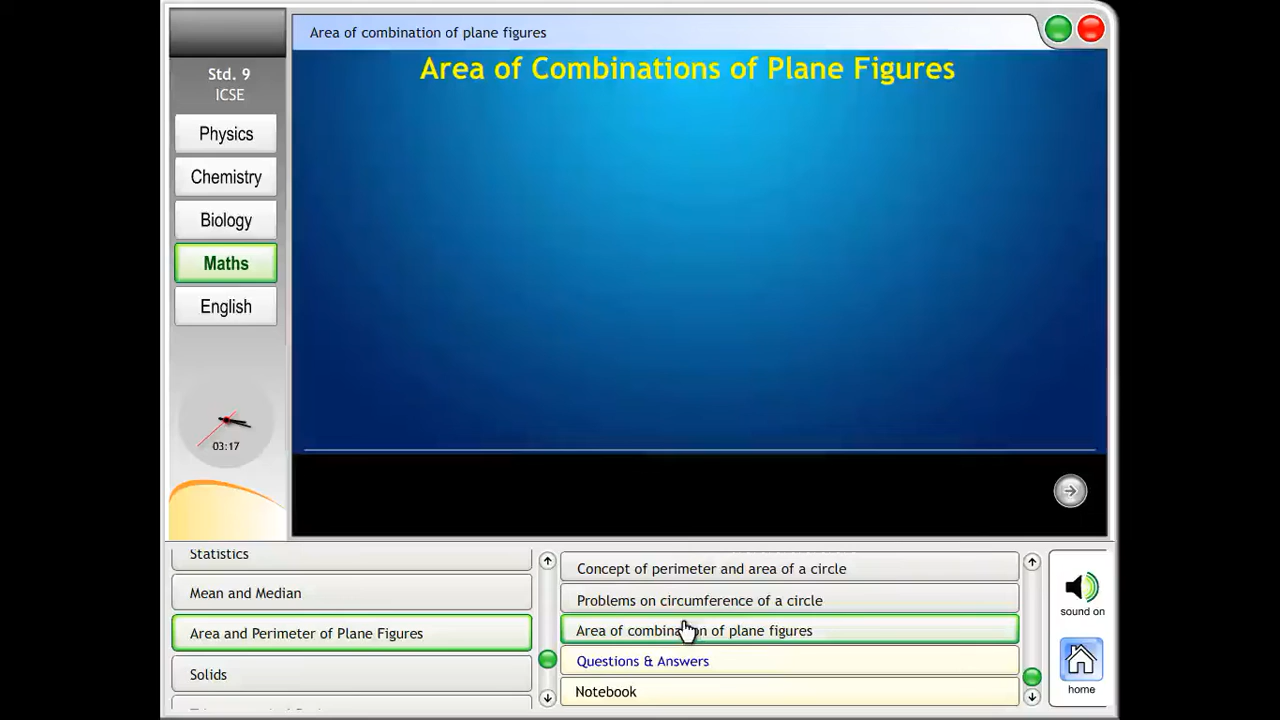 Area of combination of plane figures
Area of Combinations of Plane Figures
Std. 9
ICSE
Physics
Chemistry
Biology
Maths
English
03:17
Statistics
Mean and Median
Area and Perimeter of Plane Figures
Solids
Concept of perimeter and area of a circle
Problems on circumference of a circle
Area of combination of plane figures
Questions & Answers
Notebook
sound on
home